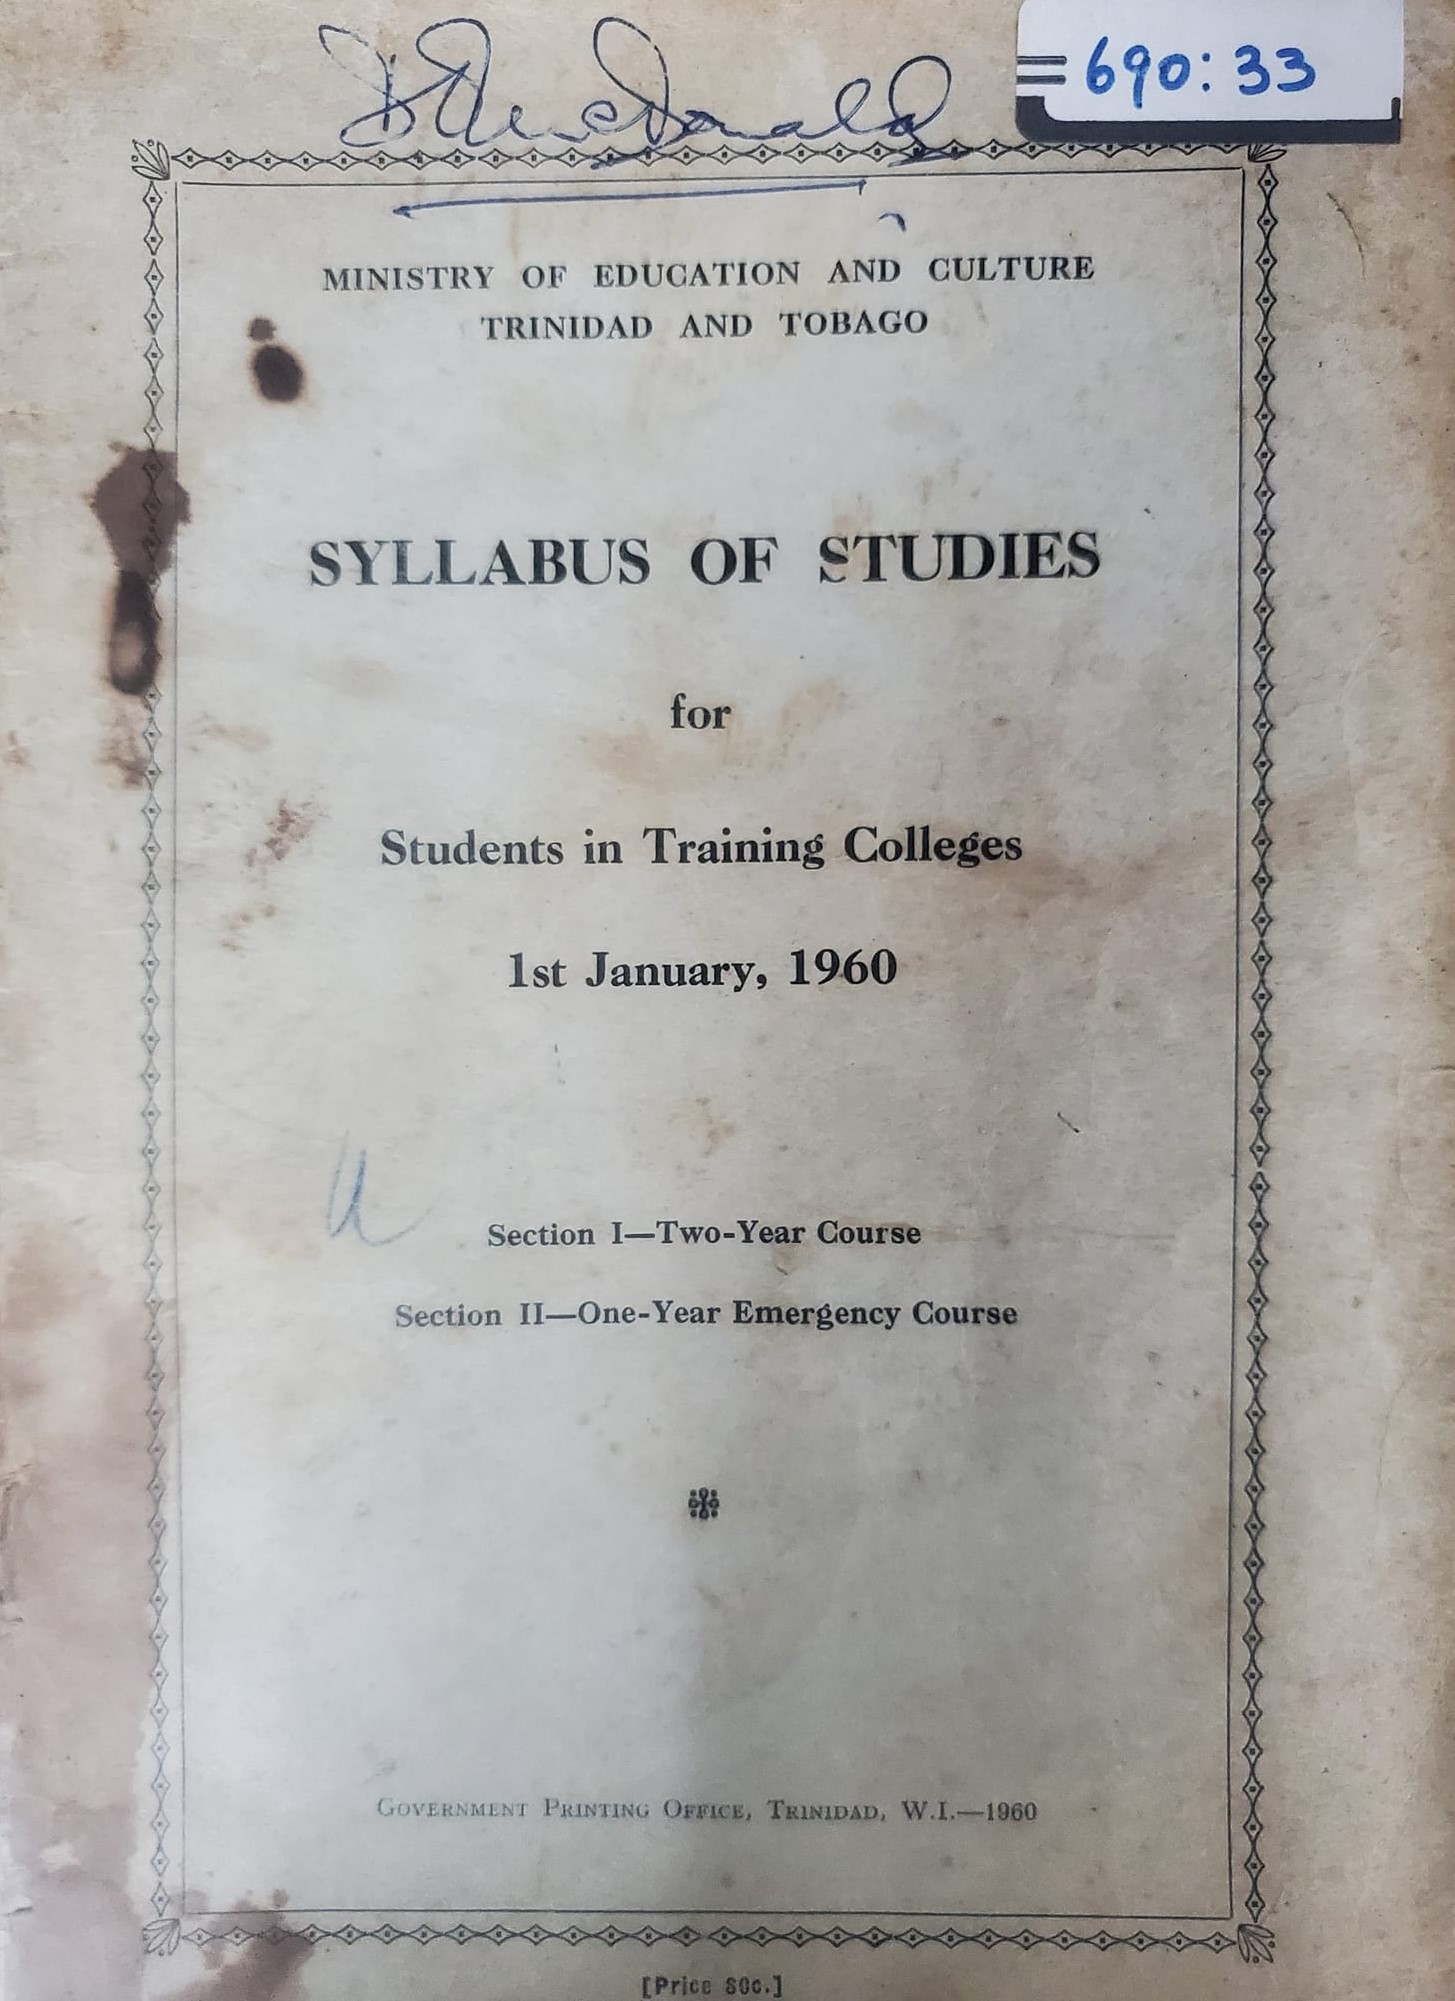 McDonald
690:33
MINISTRY OF EDUCATION AND CULTURE
TRINIDAD AND TOBAGO
SYLLABUS OF STUDIES
for
Students in Training Colleges
1st January, 1960
Section I—Two-Year Course
Section II—One-Year Emergency Course
GOVERNMENT PRINTING OFFICE, TRINIDAD, W.I.—1960
[Price 80c.]